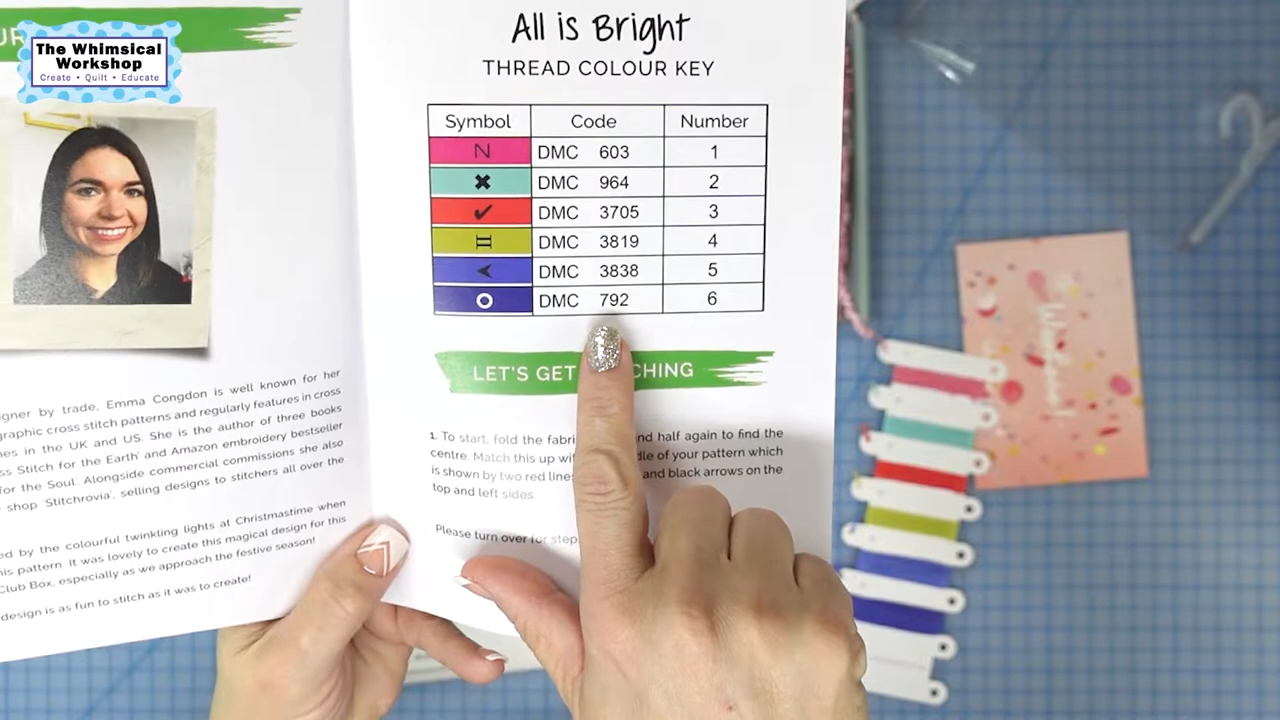 UR
The Whimsical
Workshop
Create • Quilt • Educate
gner by trade, Emma Congdon is well known for her
graphic cross stitch patterns and regularly features in cross
nes in the UK and US. She is the author of three books
ss Stitch for the Earth' and Amazon embroidery bestseller
for the Soul'. Alongside commercial commissions she also
shop 'Stitchrovia', selling designs to stitchers all over the
ed by the colourful twinkling lights at Christmastime when
his pattern. It was lovely to create this magical design for this
Club Box, especially as we approach the festive season!
design is as fun to stitch as it was to create!
All is Bright
THREAD COLOUR KEY
Symbol Code Number
N DMC 603 1
✖ DMC 964 2
✔ DMC 3705 3
DMC 3819 4
DMC 3838 5
O DMC 792 6
LET'S GET CHING
1. To start, fold the fabri nd half again to find the
centre. Match this up wi dle of your pattern which
is shown by two red line and black arrows on the
top and left sides.
Please turn over for step